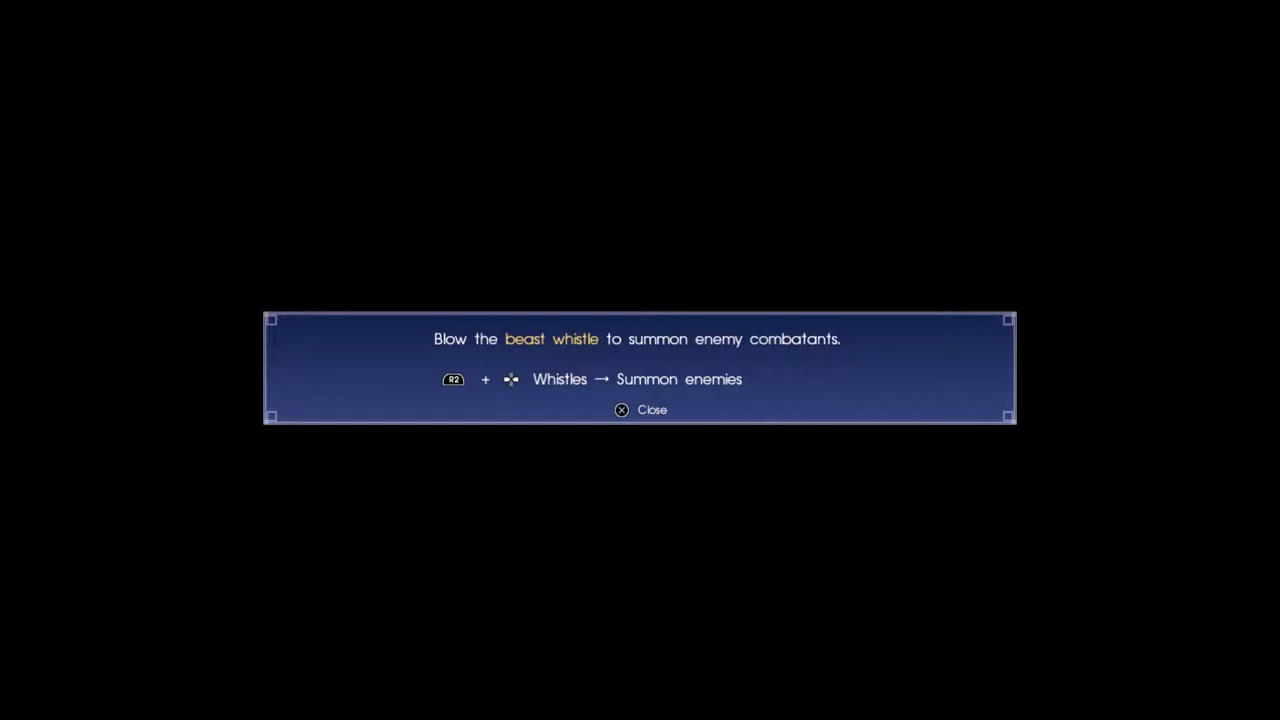 Blow the beast whistle to summon enemy combatants.
R2 + Whistles → Summon enemies
Close